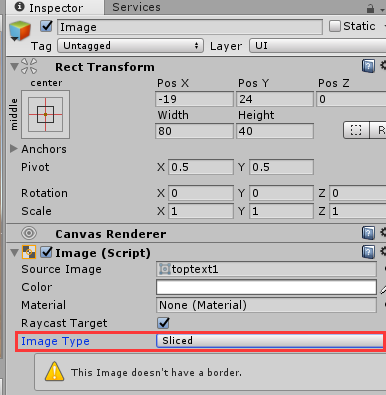 Inspector
Services
Image
Static
Tag Untagged Layer UI
Rect Transform
center
middle
Pos X Pos Y Pos Z
-19 24 0
Width Height
80 40
R
Anchors
Pivot X 0.5 Y 0.5
Rotation X 0 Y 0 Z 0
Scale X 1 Y 1 Z 1
Canvas Renderer
Image (Script)
Source Image toptext1
Color
Material None (Material)
Raycast Target
Image Type Sliced
This Image doesn't have a border.